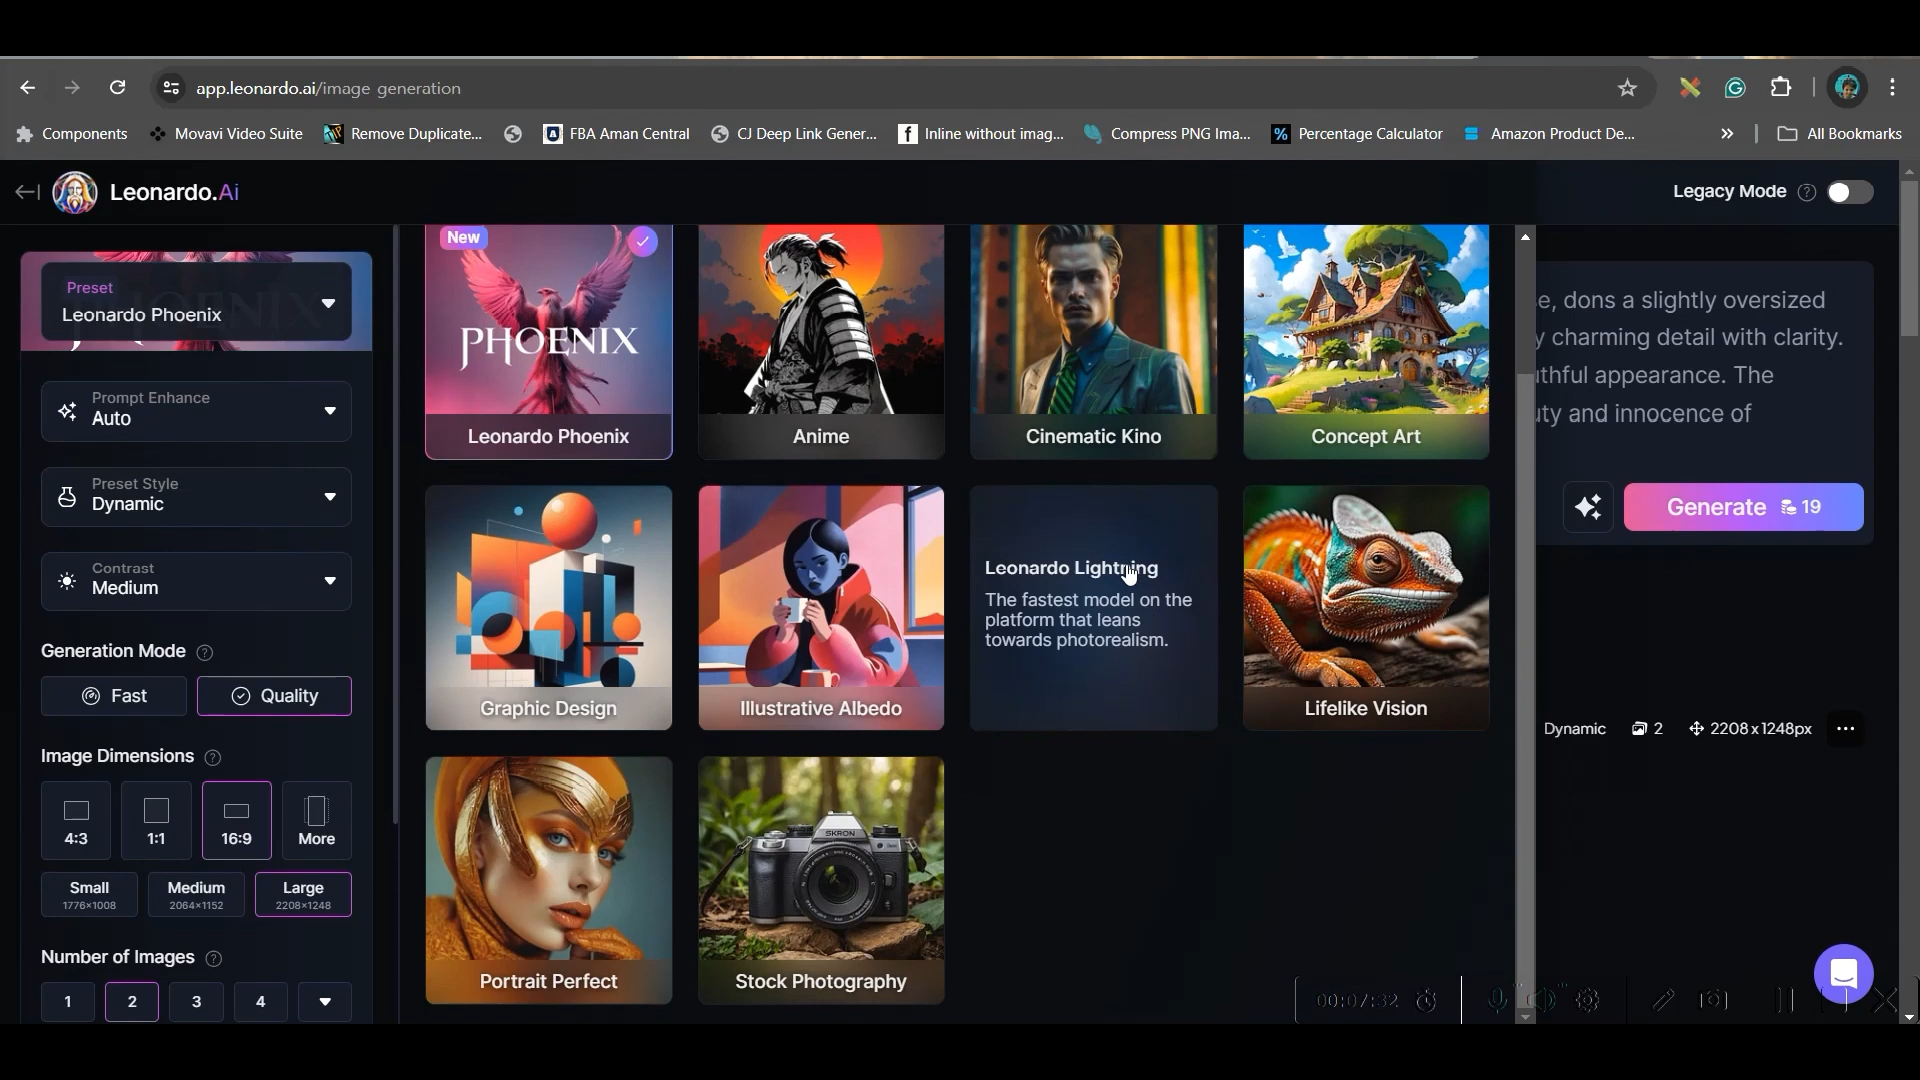 app.leonardo.ai/image generation
Components
Movavi Video Suite
Remove Duplicate...
FBA Aman Central
CJ Deep Link Gener...
Inline without imag...
Compress PNG Ima...
Percentage Calculator
Amazon Product De...
All Bookmarks
Leonardo.Ai
Legacy Mode
Preset
Leonardo Phoenix
Prompt Enhance
Auto
Preset Style
Dynamic
Contrast
Medium
Generation Mode
Fast
Quality
Image Dimensions
4:3
1:1
16:9
More
Small
1776×1008
Medium
2064×1152
Large
2208×1248
Number of Images
1
2
3
4
New
PHOENIX
Leonardo Phoenix
Anime
Cinematic Kino
Concept Art
Graphic Design
Illustrative Albedo
Leonardo Lightning
The fastest model on the
platform that leans
towards photorealism.
Lifelike Vision
Portrait Perfect
SKRON
Stock Photography
e, dons a slightly oversized
y charming detail with clarity.
uthful appearance. The
uty and innocence of
Generate 19
Dynamic
2
2208 x 1248px
00:07:32